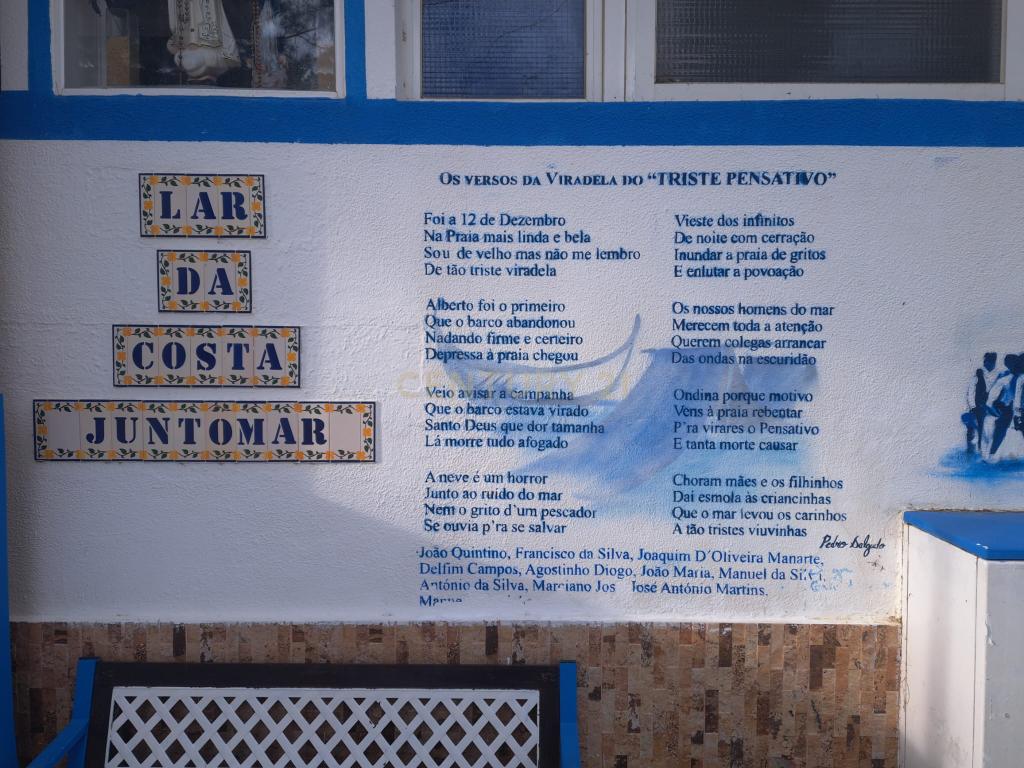 LAR
DA
COSTA
JUNTOMAR
OS VERSOS DA VIRADELA DO “TRISTE PENSATIVO”
Foi a 12 de Dezembro
Na Praia mais linda e bela
Sou de velho mas não me lembro
De tão triste viradela
Alberto foi o primeiro
Que o barco abandonou
Nadando firme e certeiro
Depressa à praia chegou
Veio avisar a campanha
Que o barco estava virado
Santo Deus que dor tamanha
Lá morre tudo afogado
A neve é um horror
Junto ao ruído do mar
Nem o grito d'um pescador
Se ouvia p'ra se salvar
Vieste dos infinitos
De noite com cerração
Inundar a praia de gritos
E enlutar a povoação
Os nossos homens do mar
Merecem toda a atenção
Querem colegas arrancar
Das ondas na escuridão
Ondina porque motivo
Vens à praia rebentar
P'ra virares o Pensativo
E tanta morte causar
Choram mães e os filhinhos
Dai esmola às criancinhas
Que o mar levou os carinhos
A tão tristes viuvinhas
Pedro Salgado
João Quintino, Francisco da Silva, Joaquim D'Oliveira Manarte,
Delfim Campos, Agostinho Diogo, João Maria, Manuel da
António da Silva, José António Martins.
CENTURY 21